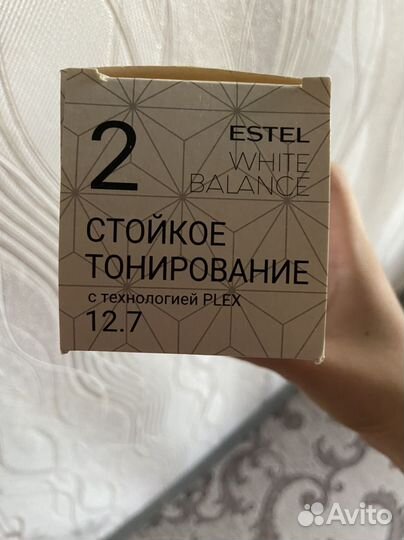 2
ESTEL
WHITE
BALANCE
СТОЙКОЕ
ТОНИРОВАНИЕ
с технологией PLEX
12.7
Avito